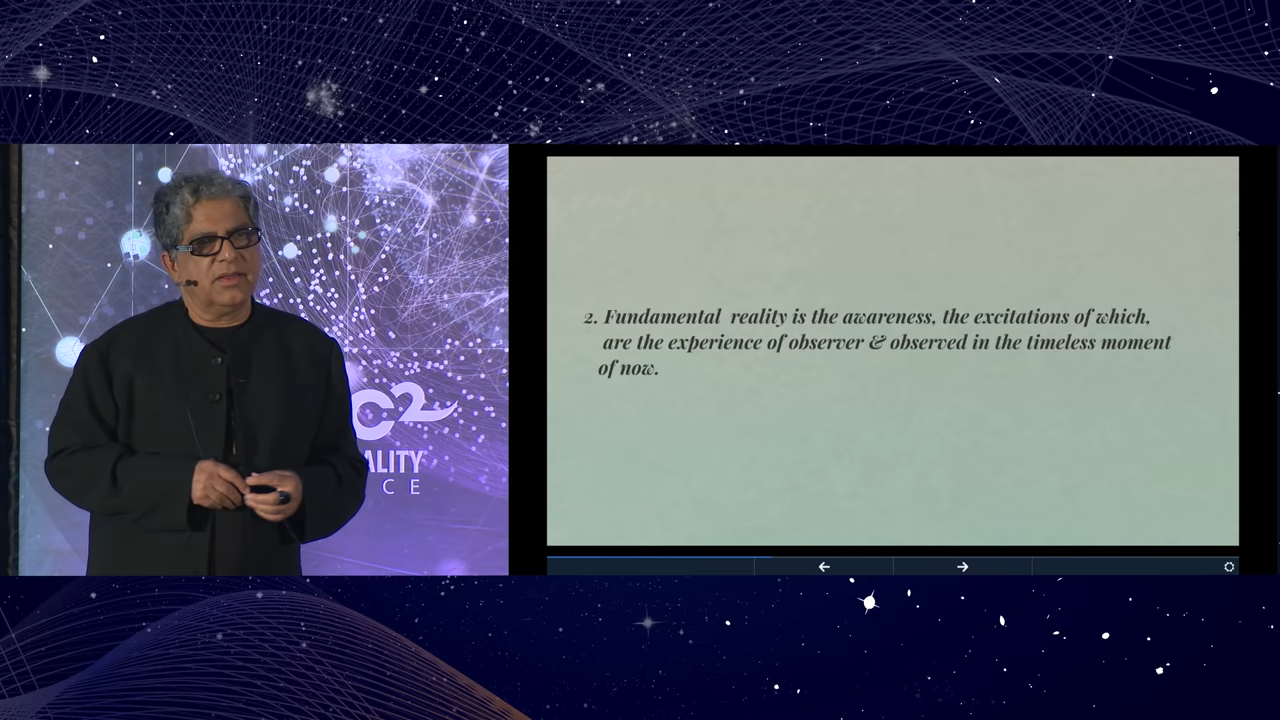 C2
ALITY
C E
2. Fundamental reality is the awareness, the excitations of which,
are the experience of observer & observed in the timeless moment
of now.